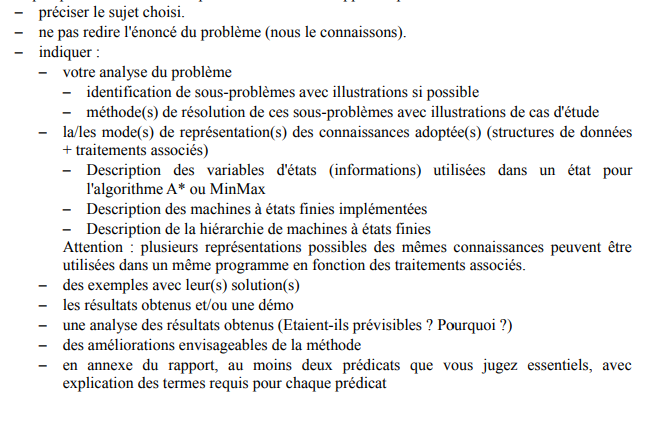 – préciser le sujet choisi.
– ne pas redire l'énoncé du problème (nous le connaissons).
– indiquer :
– votre analyse du problème
– identification de sous-problèmes avec illustrations si possible
– méthode(s) de résolution de ces sous-problèmes avec illustrations de cas d'étude
– la/les mode(s) de représentation(s) des connaissances adoptée(s) (structures de données
+ traitements associés)
– Description des variables d'états (informations) utilisées dans un état pour
l'algorithme A* ou MinMax
– Description des machines à états finies implémentées
– Description de la hiérarchie de machines à états finies
Attention : plusieurs représentations possibles des mêmes connaissances peuvent être
utilisées dans un même programme en fonction des traitements associés.
– des exemples avec leur(s) solution(s)
– les résultats obtenus et/ou une démo
– une analyse des résultats obtenus (Etaient-ils prévisibles ? Pourquoi ?)
– des améliorations envisageables de la méthode
– en annexe du rapport, au moins deux prédicats que vous jugez essentiels, avec
explication des termes requis pour chaque prédicat